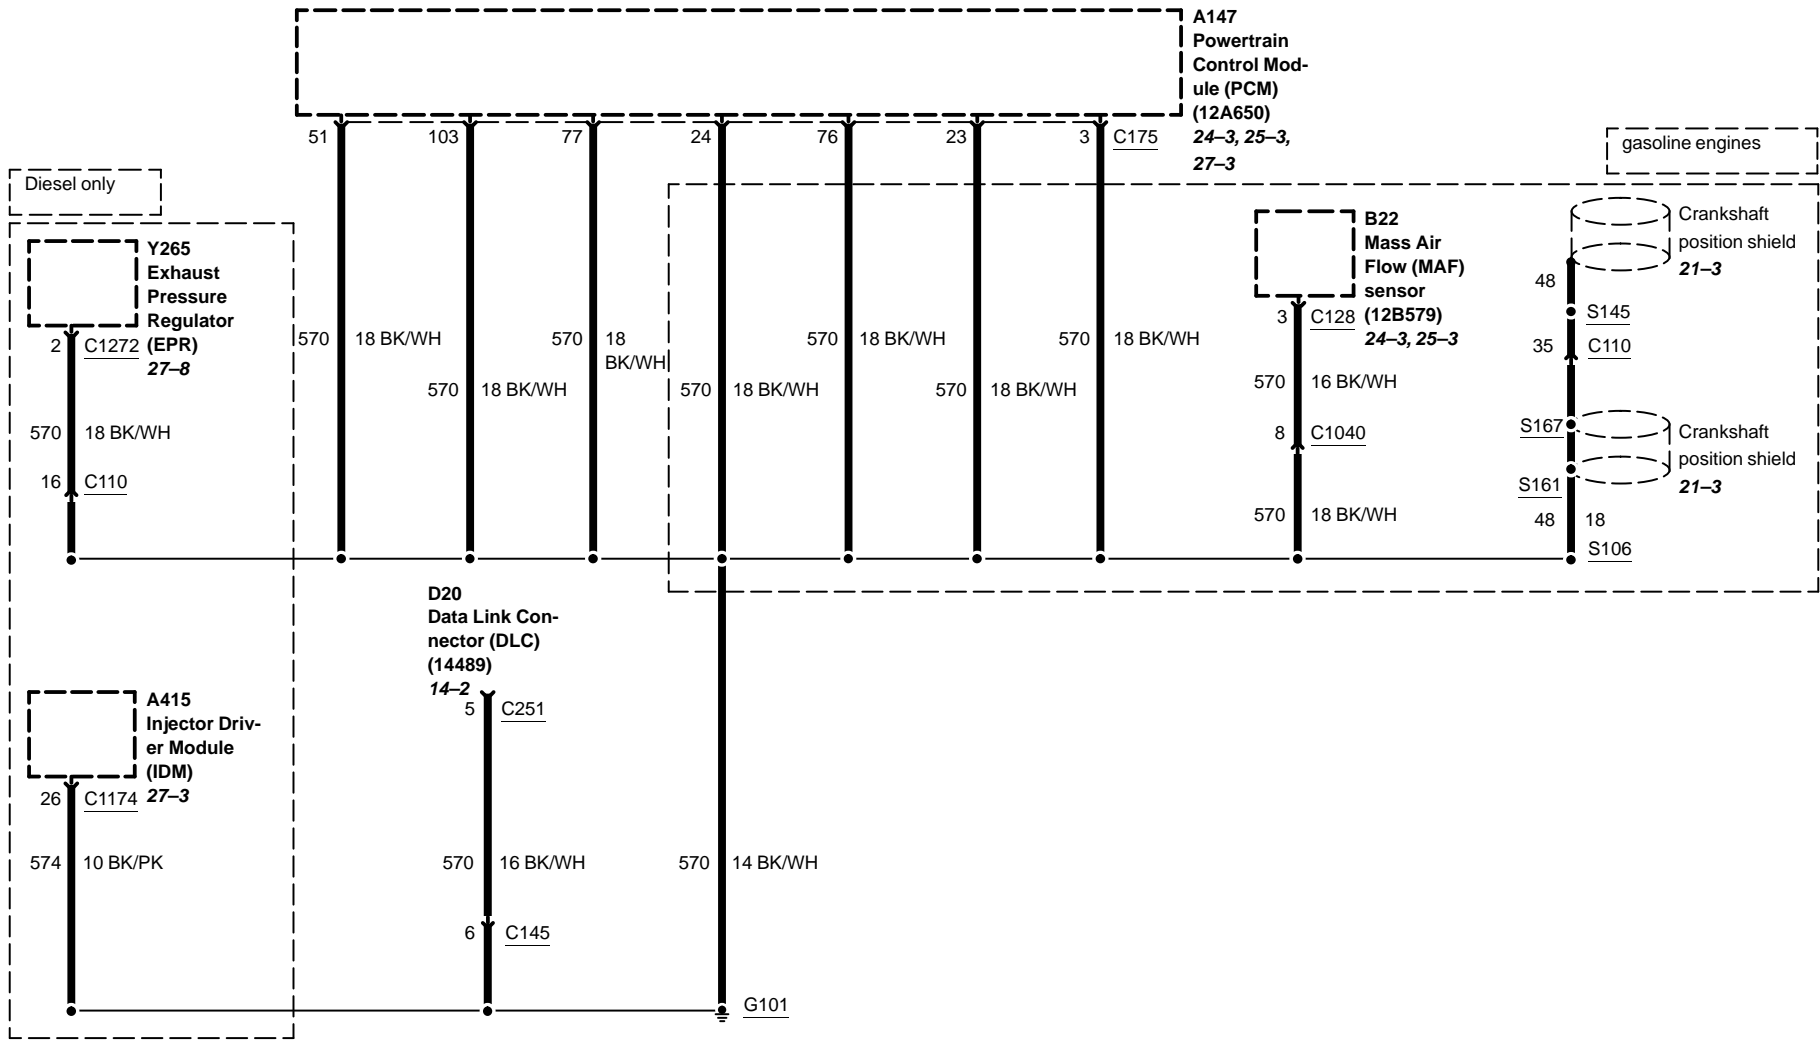 A147
Powertrain
Control Mod-
ule (PCM)
(12A650)
24–3, 25–3,
27–3
51
103
77
24
76
23
3
C175
gasoline engines
Diesel only
Y265
Exhaust
Pressure
Regulator
(EPR)
27–8
2
C1272
570
18 BK/WH
16
C110
570
18 BK/WH
570
18 BK/WH
570
18
BK/WH
570
18 BK/WH
570
18 BK/WH
570
18 BK/WH
570
18 BK/WH
B22
Mass Air
Flow (MAF)
sensor
(12B579)
24–3, 25–3
3
C128
570
16 BK/WH
8
C1040
570
18 BK/WH
Crankshaft
position shield
21–3
48
S145
35
C110
S167
Crankshaft
position shield
21–3
S161
48
18
S106
D20
Data Link Con-
nector (DLC)
(14489)
14–2
5
C251
570
16 BK/WH
6
C145
570
14 BK/WH
G101
A415
Injector Driv-
er Module
(IDM)
27–3
26
C1174
574
10 BK/PK